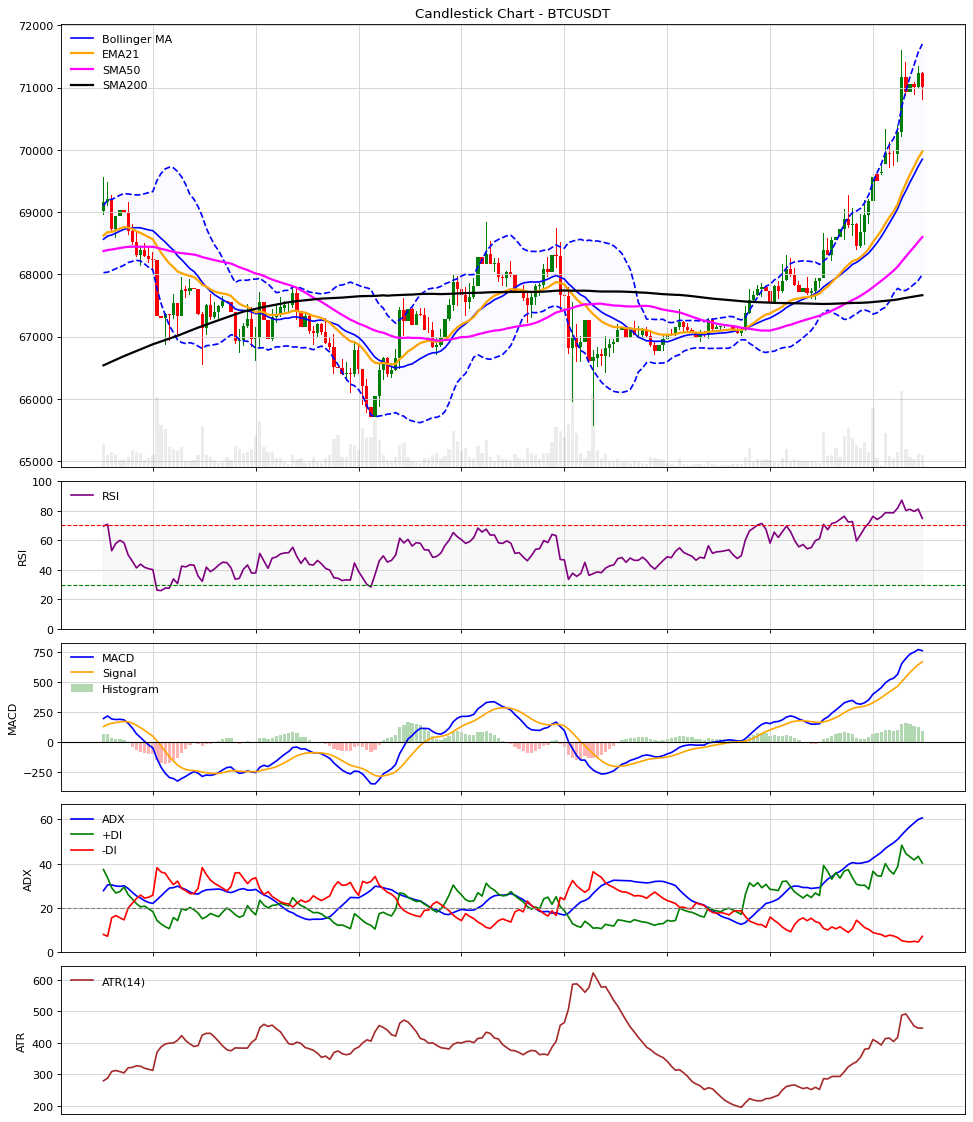 Candlestick Chart - BTCUSDT
72000
71000
70000
69000
68000
67000
66000
65000
Bollinger MA
EMA21
SMA50
SMA200
100
80
60
40
20
0
RSI
RSI
750
500
250
0
−250
MACD
MACD
Signal
Histogram
60
40
20
0
ADX
ADX
+DI
-DI
600
500
400
300
200
ATR
ATR(14)